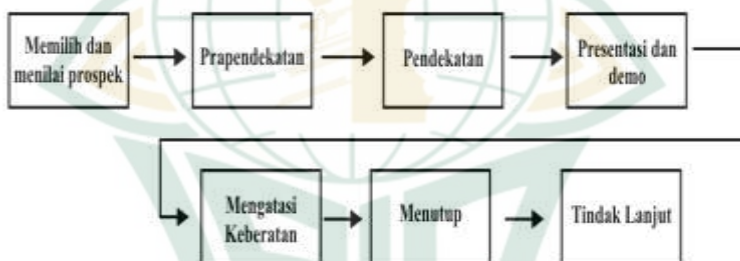 Memilih dan
menilai prospek
Prapendekatan
Pendekatan
Presentasi dan
demo
Mengatasi
Keberatan
Menutup
Tindak Lanjut